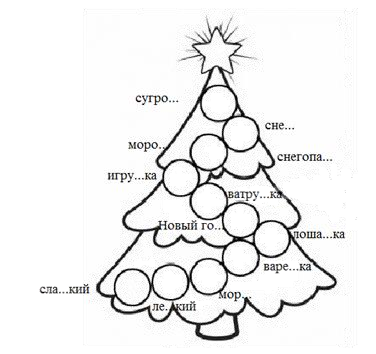 сугро...
сне...
моро...
снегопа...
игру...ка
ватру...ка
Новый го...
лоша...ка
варе...ка
сла...кий
мор...
ле...кий